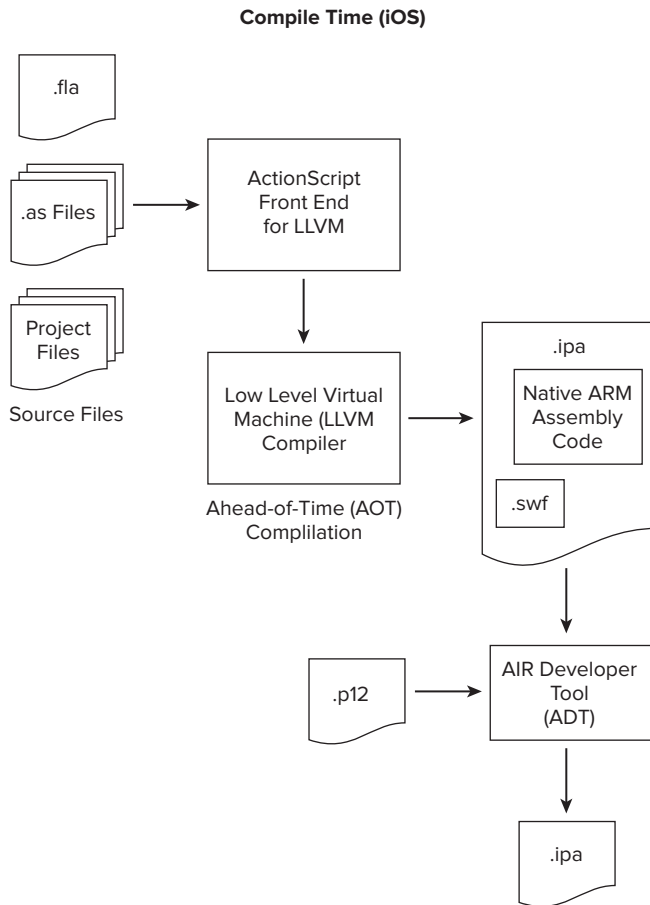 Compile Time (iOS)
.fla
.as Files
Project
Files
Source Files
ActionScript
Front End
for LLVM
Low Level Virtual
Machine (LLVM
Compiler
Ahead-of-Time (AOT)
Complilation
.ipa
Native ARM
Assembly
Code
.swf
.p12
AIR Developer
Tool
(ADT)
.ipa